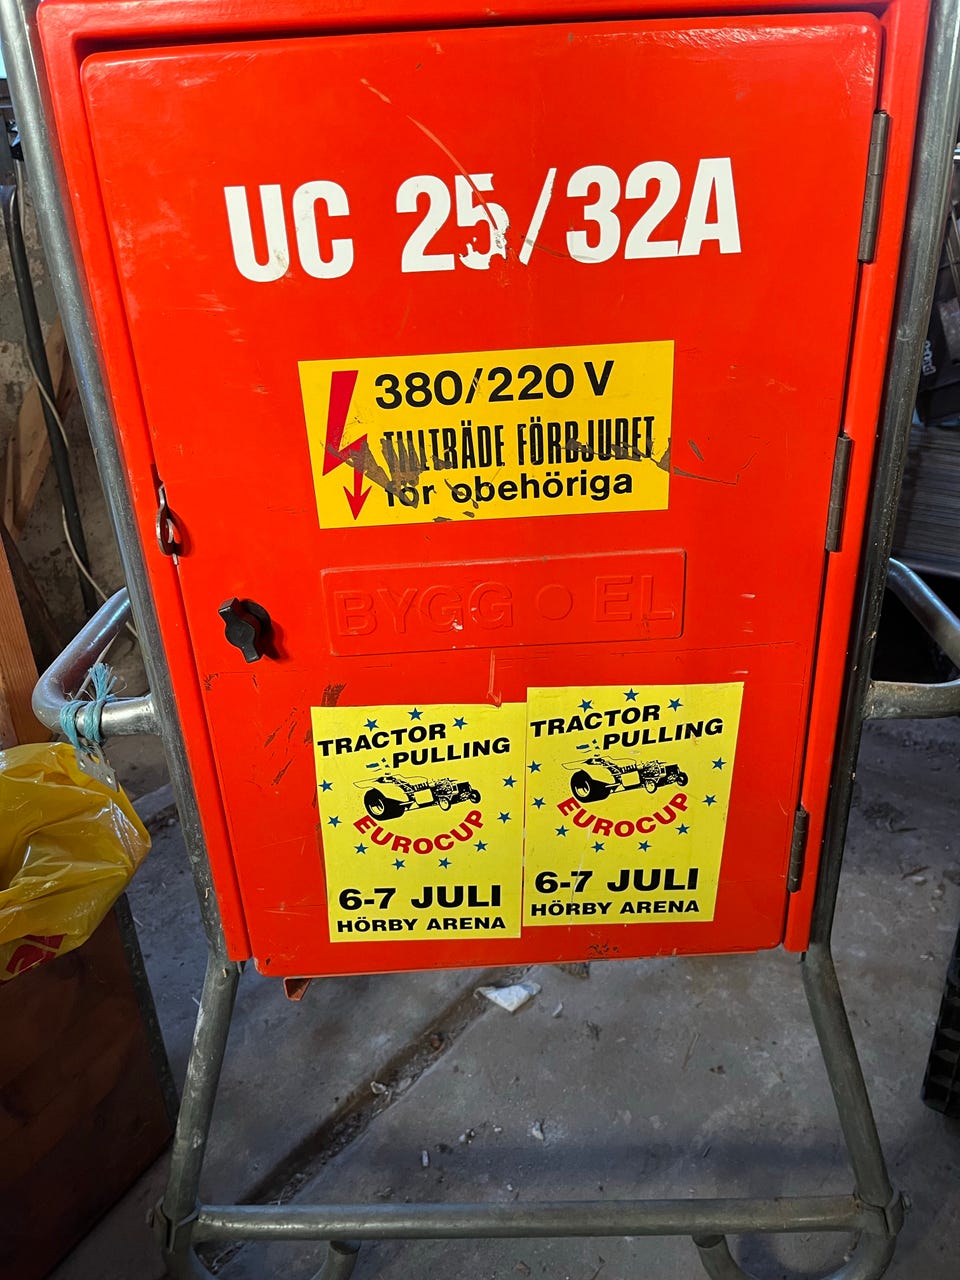 UC 25/32A
380/220 V
TILLTRÄDE FÖRBJUDET
för obehöriga
BYGG EL
TRACTOR
PULLING
EUROCUP
6-7 JULI
HÖRBY ARENA
TRACTOR
PULLING
EUROCUP
6-7 JULI
HÖRBY ARENA